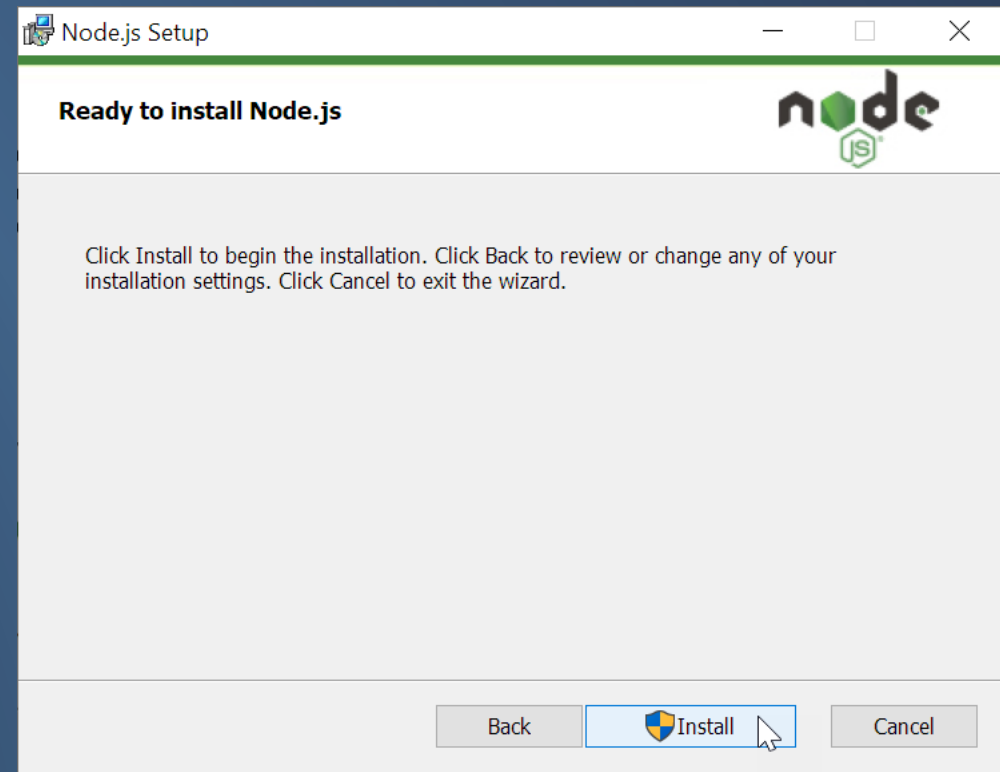 Node.js Setup
Ready to install Node.js
node
JS
Click Install to begin the installation. Click Back to review or change any of your
installation settings. Click Cancel to exit the wizard.
Back
Install
Cancel